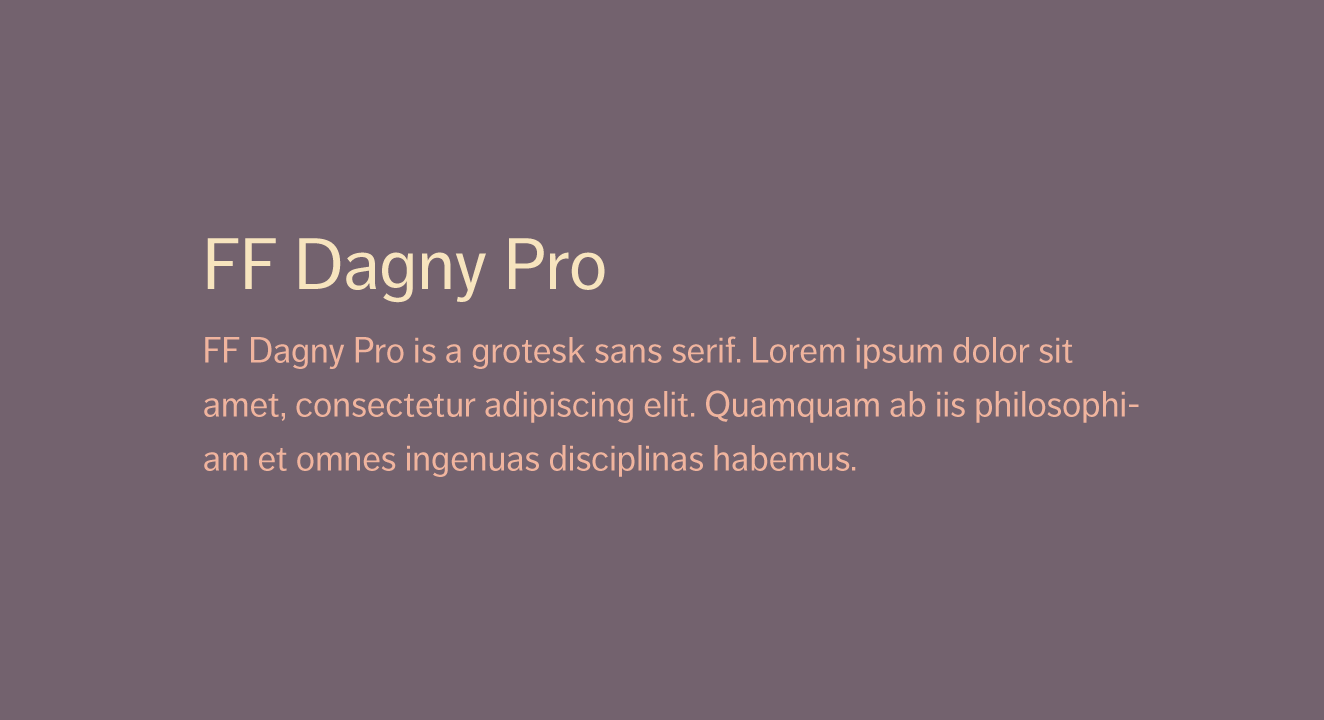 FF Dagny Pro
FF Dagny Pro is a grotesk sans serif. Lorem ipsum dolor sit
amet, consectetur adipiscing elit. Quamquam ab iis philosophi-
am et omnes ingenuas disciplinas habemus.